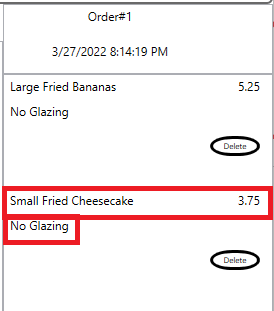 Order#1
3/27/2022 8:14:19 PM
Large Fried Bananas 5.25
No Glazing
Delete
Small Fried Cheesecake 3.75
No Glazing
Delete